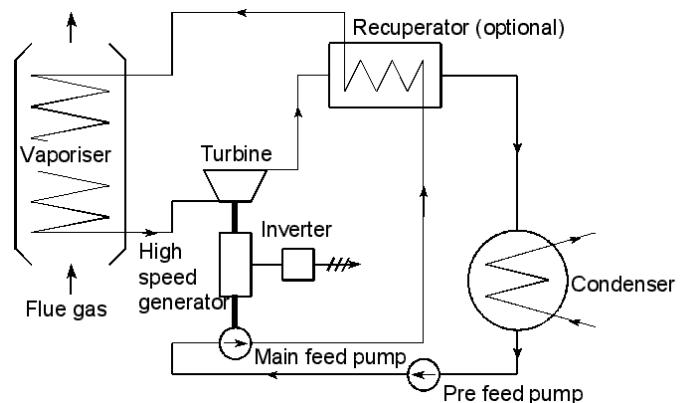 Recuperator (optional)
Vaporiser
Turbine
Inverter
High
speed
generator
Condenser
Flue gas
Main feed pump
Pre feed pump